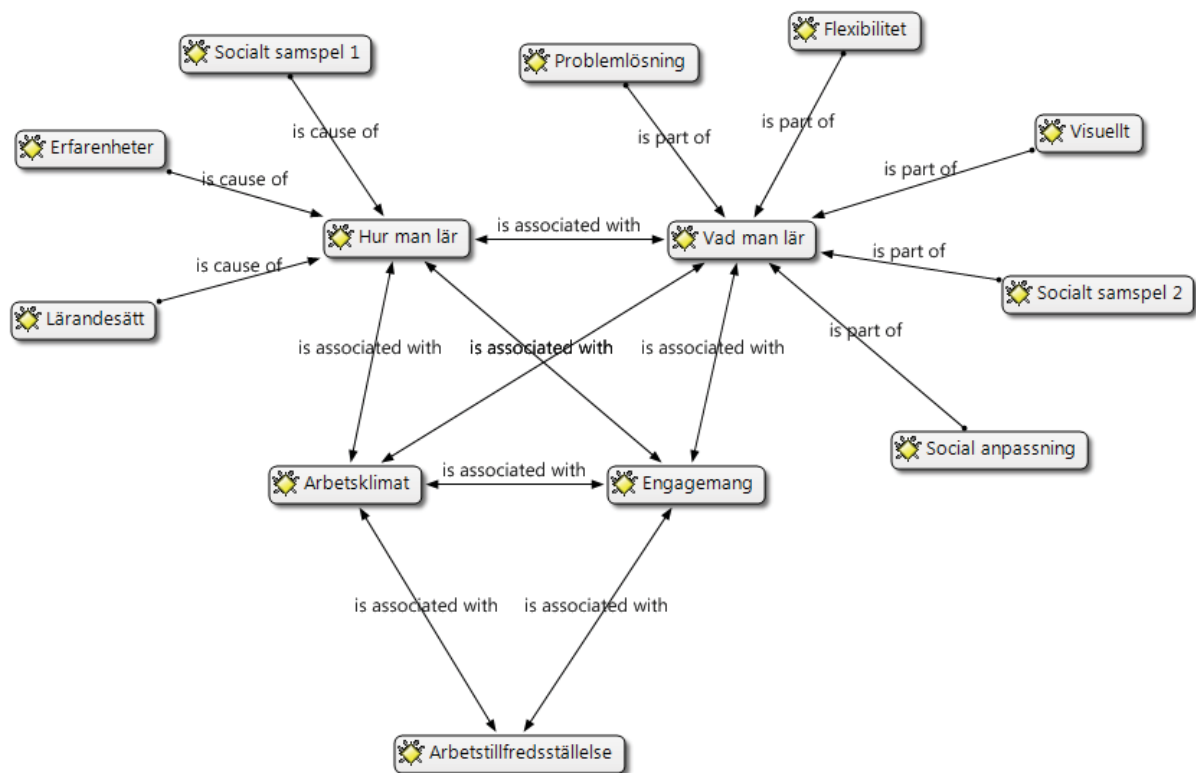 Flexibilitet
Socialt samspel 1
Problemlösning
is cause of
is part of
is part of
Visuellt
Erfarenheter
is cause of
is part of
Hur man lär
is associated with
Vad man lär
is cause of
is part of
Socialt samspel 2
Lärandesätt
is part of
is associated with
is associated with
is associated with
is associated with
Social anpassning
is associated with
Arbetsklimat
Engagemang
is associated with
is associated with
Arbetstillfredsställelse